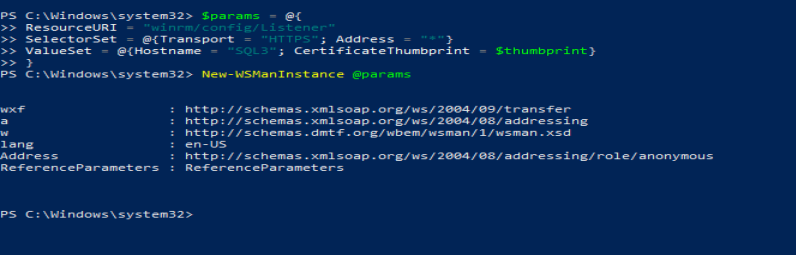 PS C:\Windows\system32> $params = @{
>> ResourceURI = "winrm/config/Listener"
>> SelectorSet = @{Transport = "HTTPS"; Address = "*"}
>> ValueSet = @{Hostname = "SQL3"; CertificateThumbprint = $thumbprint}
>> }
PS C:\Windows\system32> New-WSManInstance @params
wxf : http://schemas.xmlsoap.org/ws/2004/09/transfer
a : http://schemas.xmlsoap.org/ws/2004/08/addressing
w : http://schemas.dmtf.org/wbem/wsman/1/wsman.xsd
lang : en-US
Address : http://schemas.xmlsoap.org/ws/2004/08/addressing/role/anonymous
ReferenceParameters : ReferenceParameters
PS C:\Windows\system32>